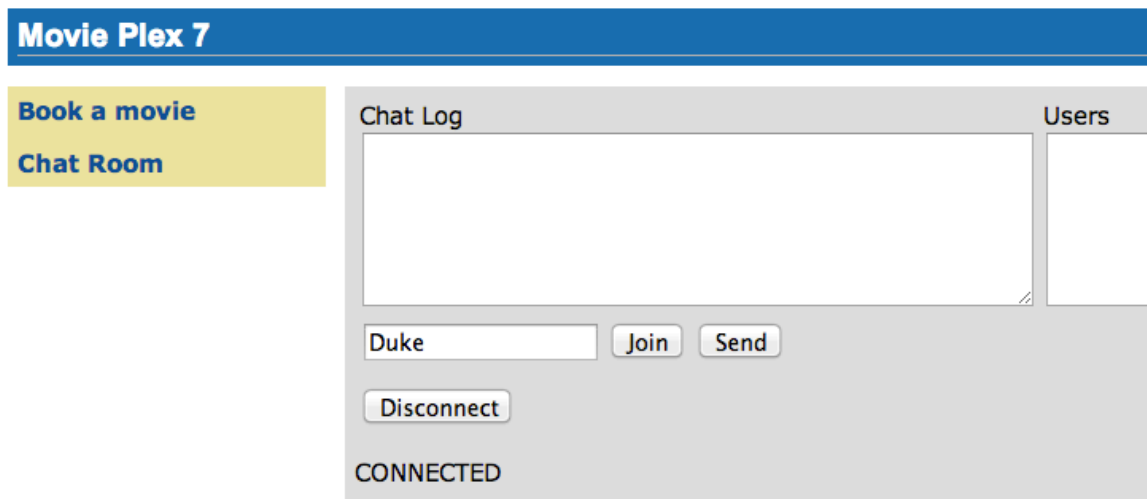 Movie Plex 7
Book a movie
Chat Room
Chat Log Users
Duke Join Send
Disconnect
CONNECTED